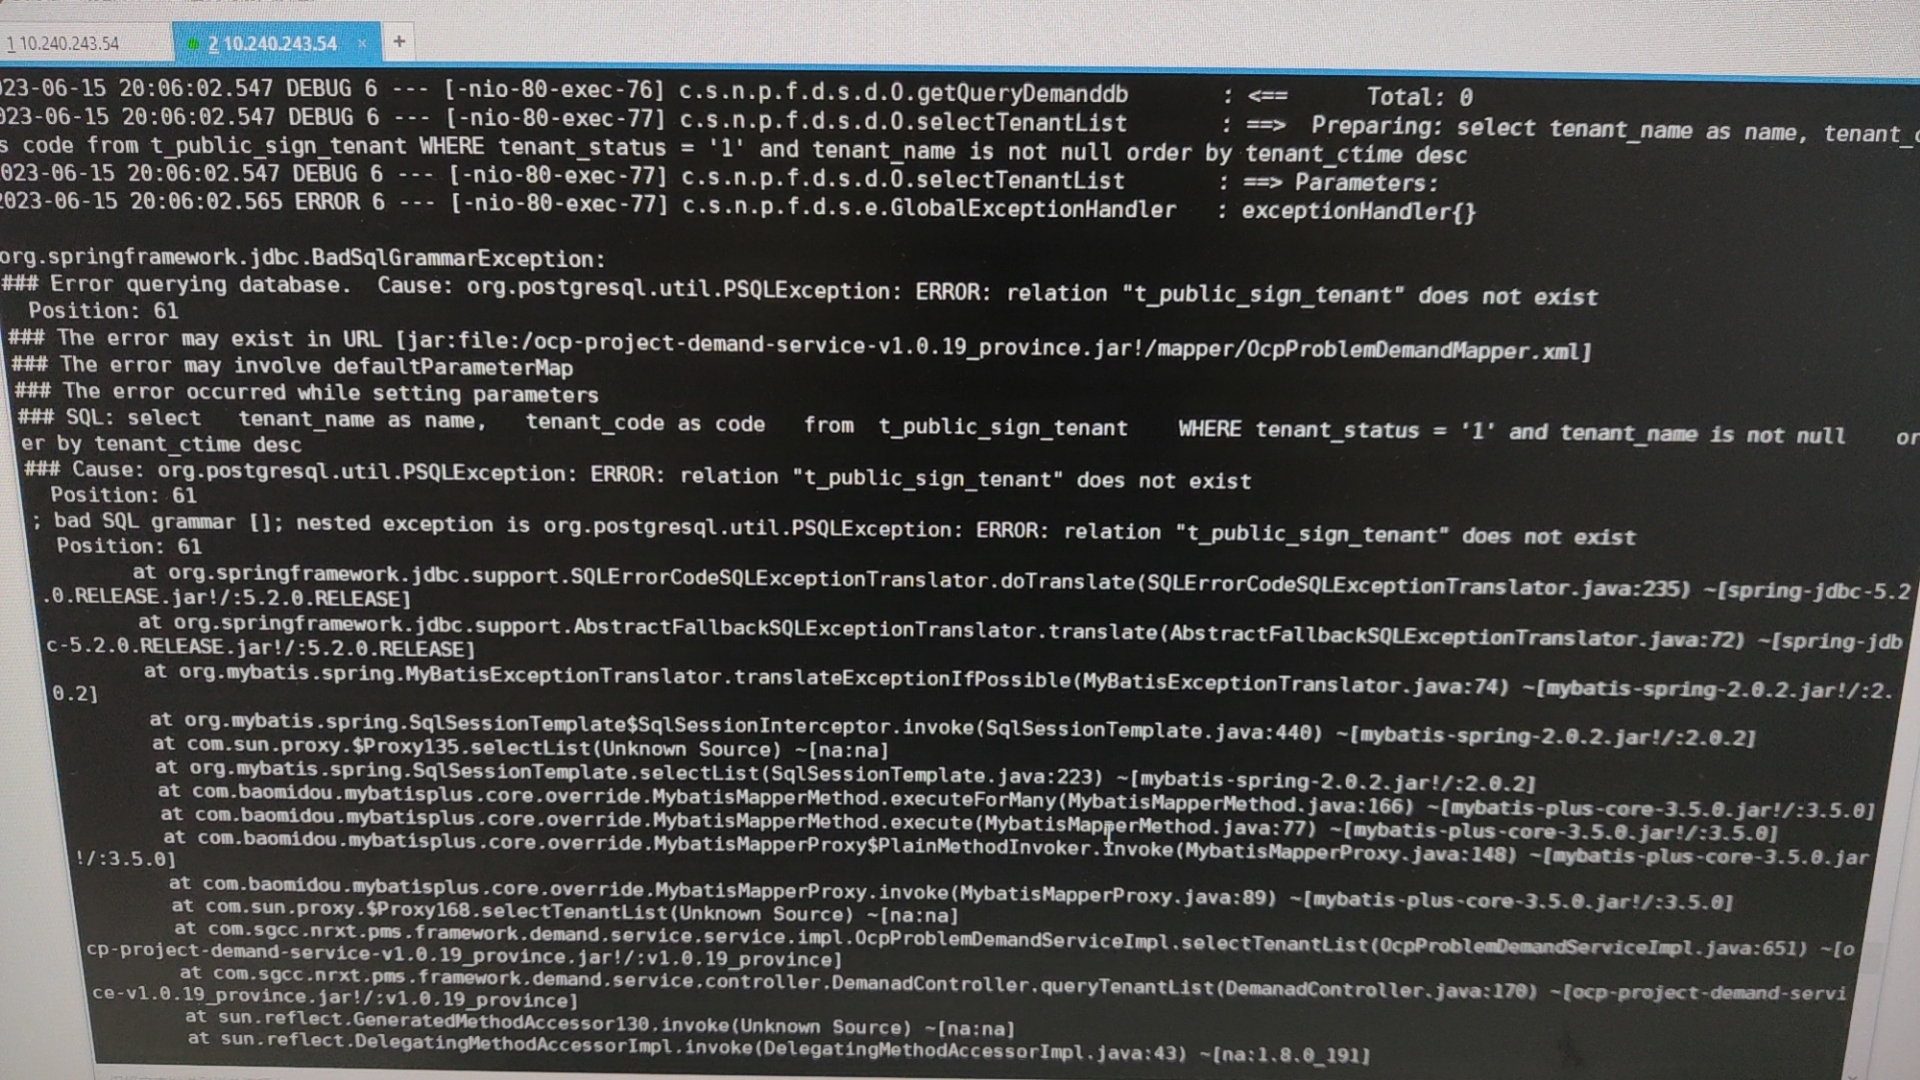 1 10.240.243.54
2 10.240.243.54 × +
023-06-15 20:06:02.547 DEBUG 6 --- [-nio-80-exec-76] c.s.n.p.f.d.s.d.O.getQueryDemanddb : <== Total: 0
023-06-15 20:06:02.547 DEBUG 6 --- [-nio-80-exec-77] c.s.n.p.f.d.s.d.O.selectTenantList : ==> Preparing: select tenant_name as name, tenant_c
s code from t_public_sign_tenant WHERE tenant_status = '1' and tenant_name is not null order by tenant_ctime desc
023-06-15 20:06:02.547 DEBUG 6 --- [-nio-80-exec-77] c.s.n.p.f.d.s.d.O.selectTenantList : ==> Parameters:
2023-06-15 20:06:02.565 ERROR 6 --- [-nio-80-exec-77] c.s.n.p.f.d.s.e.GlobalExceptionHandler : exceptionHandler{}
org.springframework.jdbc.BadSqlGrammarException:
### Error querying database. Cause: org.postgresql.util.PSQLException: ERROR: relation "t_public_sign_tenant" does not exist
Position: 61
### The error may exist in URL [jar:file:/ocp-project-demand-service-v1.0.19_province.jar!/mapper/OcpProblemDemandMapper.xml]
### The error may involve defaultParameterMap
### The error occurred while setting parameters
### SQL: select tenant_name as name, tenant_code as code from t_public_sign_tenant WHERE tenant_status = '1' and tenant_name is not null or
er by tenant_ctime desc
### Cause: org.postgresql.util.PSQLException: ERROR: relation "t_public_sign_tenant" does not exist
Position: 61
; bad SQL grammar []; nested exception is org.postgresql.util.PSQLException: ERROR: relation "t_public_sign_tenant" does not exist
Position: 61
at org.springframework.jdbc.support.SQLErrorCodeSQLExceptionTranslator.doTranslate(SQLErrorCodeSQLExceptionTranslator.java:235) ~[spring-jdbc-5.2
.0.RELEASE.jar!/:5.2.0.RELEASE]
at org.springframework.jdbc.support.AbstractFallbackSQLExceptionTranslator.translate(AbstractFallbackSQLExceptionTranslator.java:72) ~[spring-jdb
c-5.2.0.RELEASE.jar!/:5.2.0.RELEASE]
at org.mybatis.spring.MyBatisExceptionTranslator.translateExceptionIfPossible(MyBatisExceptionTranslator.java:74) ~[mybatis-spring-2.0.2.jar!/:2.
0.2]
at org.mybatis.spring.SqlSessionTemplate$SqlSessionInterceptor.invoke(SqlSessionTemplate.java:440) ~[mybatis-spring-2.0.2.jar!/:2.0.2]
at com.sun.proxy.$Proxy135.selectList(Unknown Source) ~[na:na]
at org.mybatis.spring.SqlSessionTemplate.selectList(SqlSessionTemplate.java:223) ~[mybatis-spring-2.0.2.jar!/:2.0.2]
at com.baomidou.mybatisplus.core.override.MybatisMapperMethod.executeForMany(MybatisMapperMethod.java:166) ~[mybatis-plus-core-3.5.0.jar!/:3.5.0]
at com.baomidou.mybatisplus.core.override.MybatisMapperMethod.execute(MybatisMapperMethod.java:77) ~[mybatis-plus-core-3.5.0.jar!/:3.5.0]
at com.baomidou.mybatisplus.core.override.MybatisMapperProxy$PlainMethodInvoker.invoke(MybatisMapperProxy.java:148) ~[mybatis-plus-core-3.5.0.jar
!/:3.5.0]
at com.baomidou.mybatisplus.core.override.MybatisMapperProxy.invoke(MybatisMapperProxy.java:89) ~[mybatis-plus-core-3.5.0.jar!/:3.5.0]
at com.sun.proxy.$Proxy168.selectTenantList(Unknown Source) ~[na:na]
at com.sgcc.nrxt.pms.framework.demand.service.service.impl.OcpProblemDemandServiceImpl.selectTenantList(OcpProblemDemandServiceImpl.java:651) ~[o
cp-project-demand-service-v1.0.19_province.jar!/:v1.0.19_province]
at com.sgcc.nrxt.pms.framework.demand.service.controller.DemanadController.queryTenantList(DemanadController.java:170) ~[ocp-project-demand-servi
ce-v1.0.19_province.jar!/:v1.0.19_province]
at sun.reflect.GeneratedMethodAccessor130.invoke(Unknown Source) ~[na:na]
at sun.reflect.DelegatingMethodAccessorImpl.invoke(DelegatingMethodAccessorImpl.java:43) ~[na:1.8.0_191]